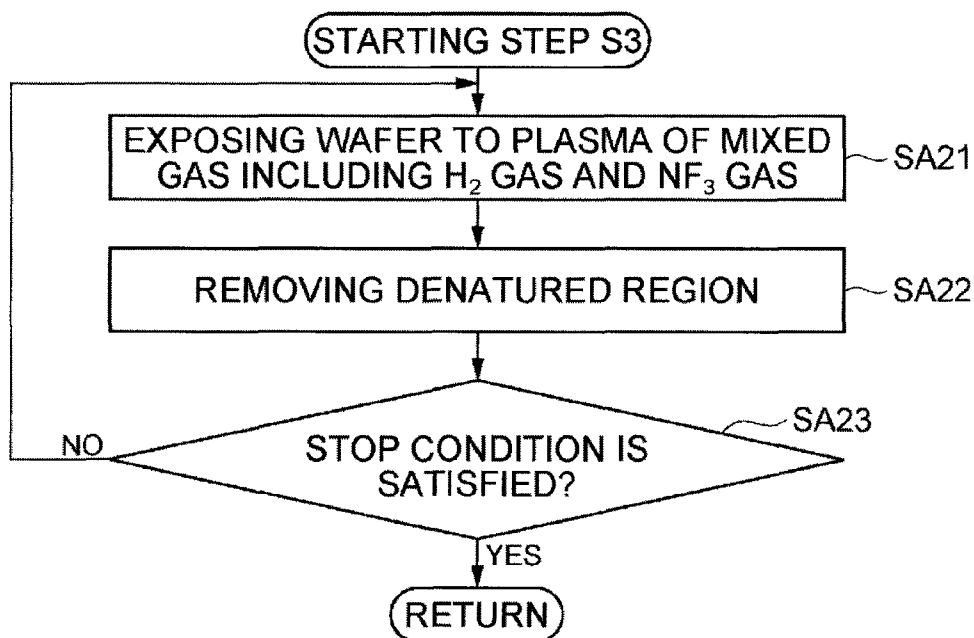 STARTING STEP S3
EXPOSING WAFER TO PLASMA OF MIXED
GAS INCLUDING H₂ GAS AND NF₃ GAS
SA21
REMOVING DENATURED REGION
SA22
SA23
NO
STOP CONDITION IS
SATISFIED?
YES
RETURN